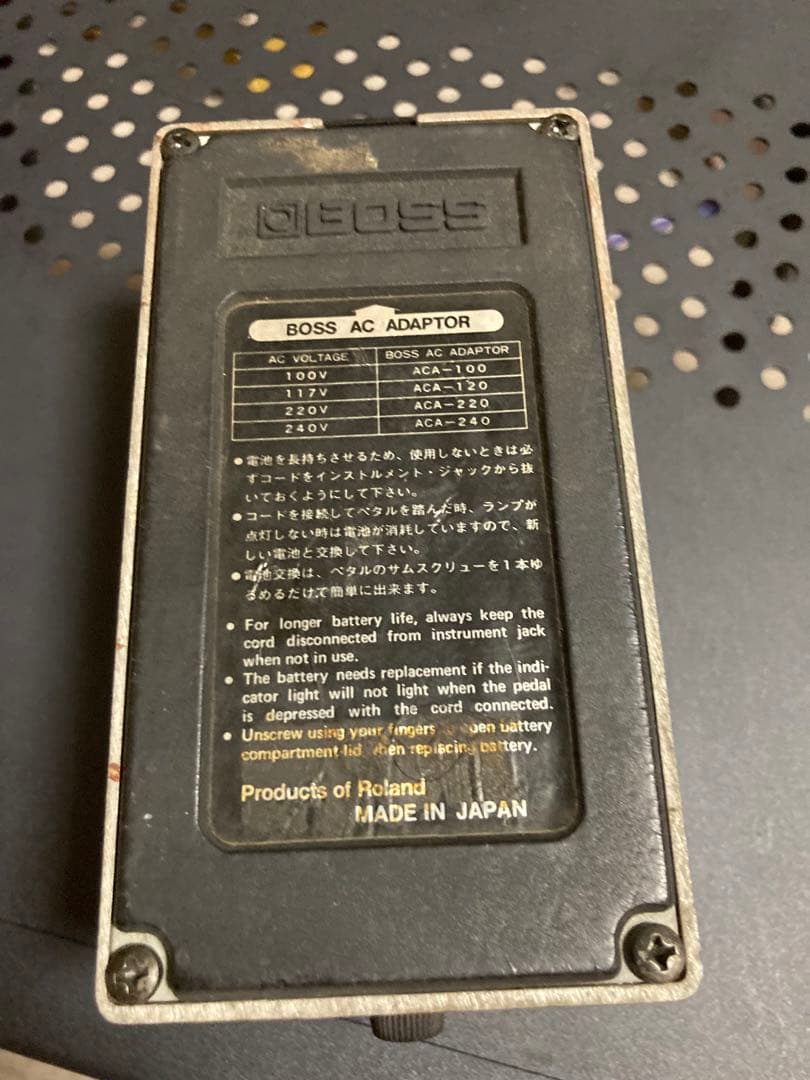 BOSS
BOSS AC ADAPTOR
AC VOLTAGE BOSS AC ADAPTOR
100V ACA-100
117V ACA-120
220V ACA-220
240V ACA-240
●電池を長持ちさせるため、使用しないときは必
ずコードをインストルメント・ジャックから抜
いておくようにして下さい。
●コードを接続してペダルを踏んだ時、ランプが
点灯しない時は電池が消耗していますので、新
しい電池と交換して下さい。
●電池交換は、ペダルのサムスクリューを1本ゆ
るめるだけで簡単に出来ます。
● For longer battery life, always keep the
cord disconnected from instrument jack
when not in use.
● The battery needs replacement if the indi-
cator light will not light when the pedal
is depressed with the cord connected.
● Unscrew using your fingers open battery
compartment lid when replacing battery.
Products of Roland
MADE IN JAPAN